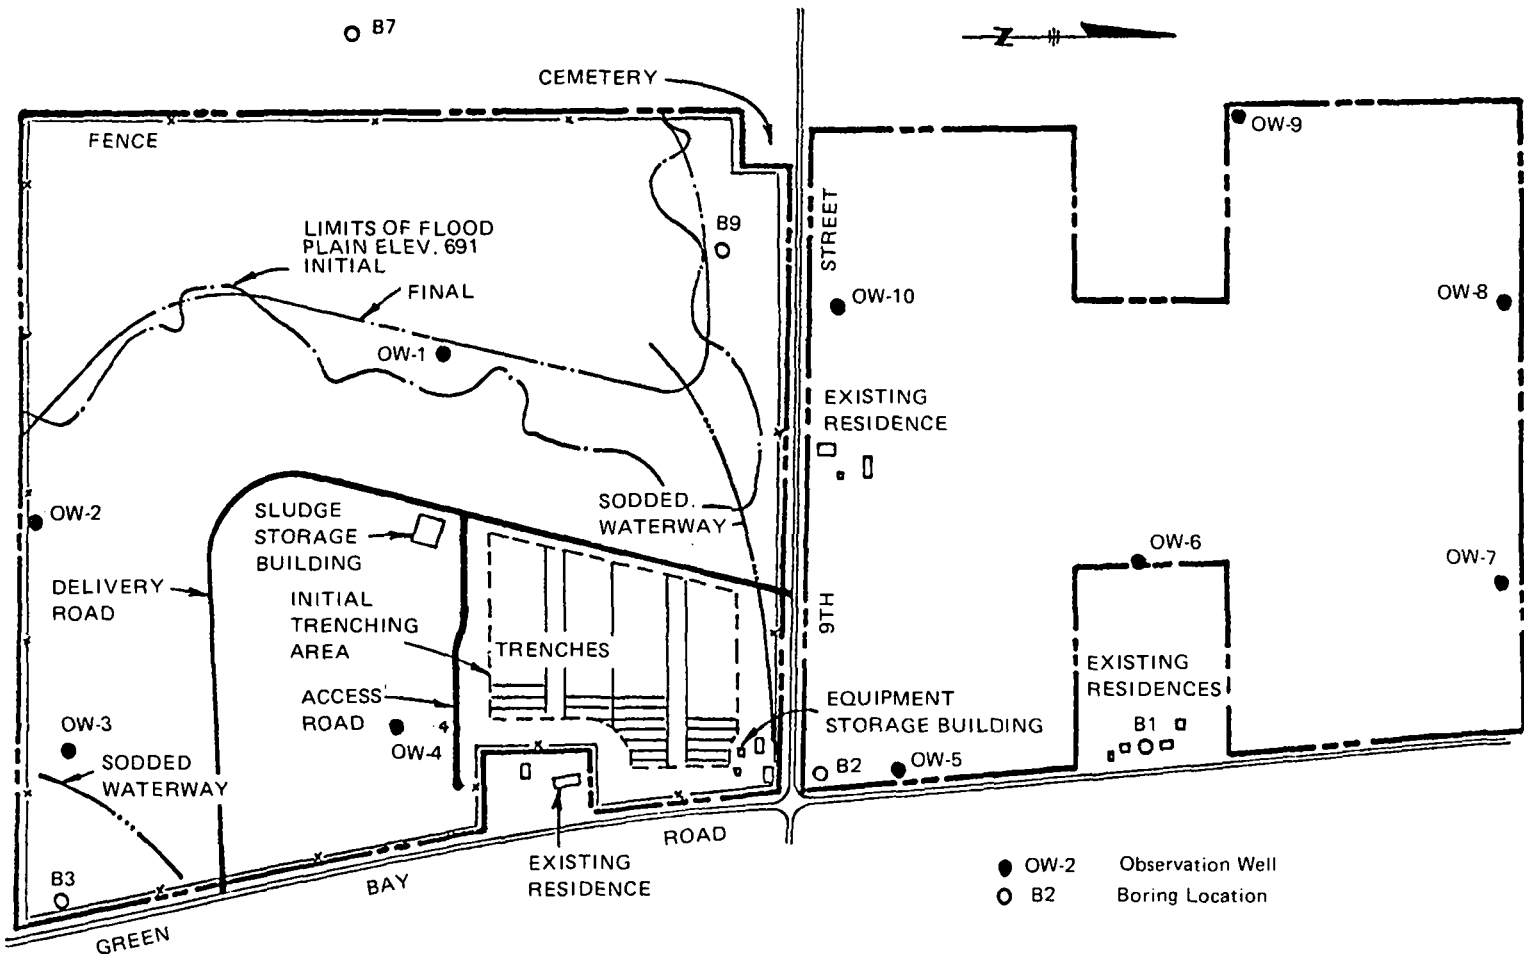 B7
N
CEMETERY
FENCE
OW-9
LIMITS OF FLOOD
PLAIN ELEV. 691
INITIAL
FINAL
B9
STREET
OW-10
OW-8
OW-1
EXISTING
RESIDENCE
OW-2
SLUDGE
STORAGE
BUILDING
SODDED.
WATERWAY
OW-6
OW-7
DELIVERY
ROAD
INITIAL
TRENCHING
AREA
TRENCHES
9TH
EXISTING
RESIDENCES
ACCESS
ROAD
4
OW-4
EQUIPMENT
STORAGE BUILDING
B1
OW-3
SODDED
WATERWAY
B2
OW-5
ROAD
EXISTING
RESIDENCE
BAY
B3
GREEN
OW-2 Observation Well
B2 Boring Location